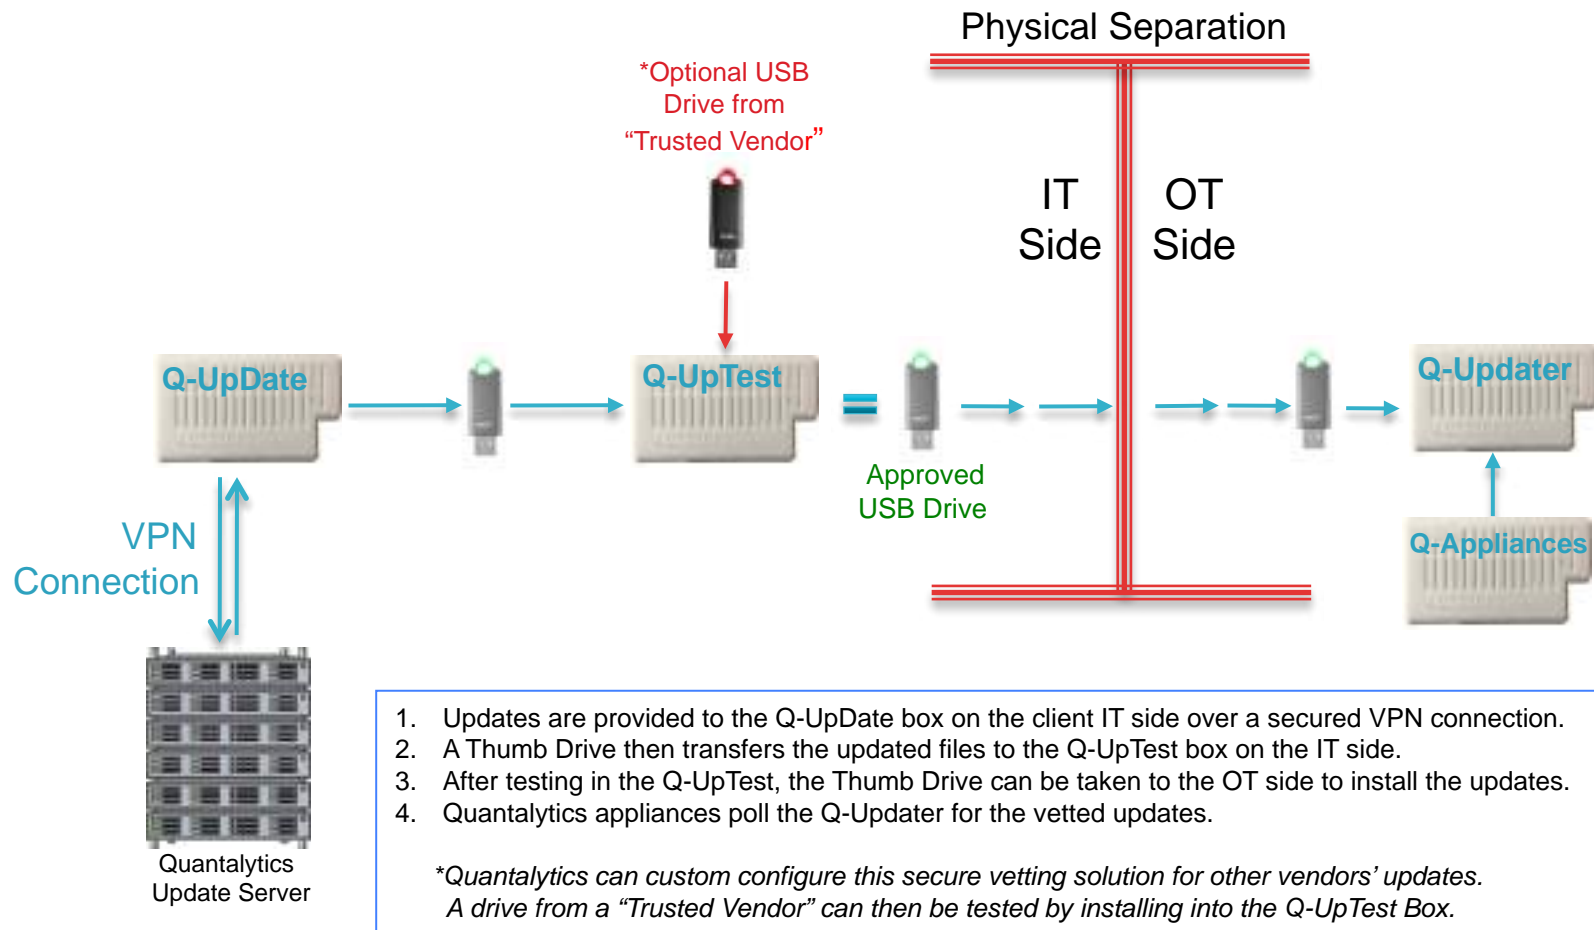 Physical Separation
*Optional USB
Drive from
“Trusted Vendor”
IT
Side
OT
Side
Q-UpDate
Q-UpTest
Q-Updater
Approved
USB Drive
VPN
Connection
Q-Appliances
Quantalytics
Update Server
1. Updates are provided to the Q-UpDate box on the client IT side over a secured VPN connection.
2. A Thumb Drive then transfers the updated files to the Q-UpTest box on the IT side.
3. After testing in the Q-UpTest, the Thumb Drive can be taken to the OT side to install the updates.
4. Quantalytics appliances poll the Q-Updater for the vetted updates.
*Quantalytics can custom configure this secure vetting solution for other vendors’ updates.
A drive from a “Trusted Vendor” can then be tested by installing into the Q-UpTest Box.